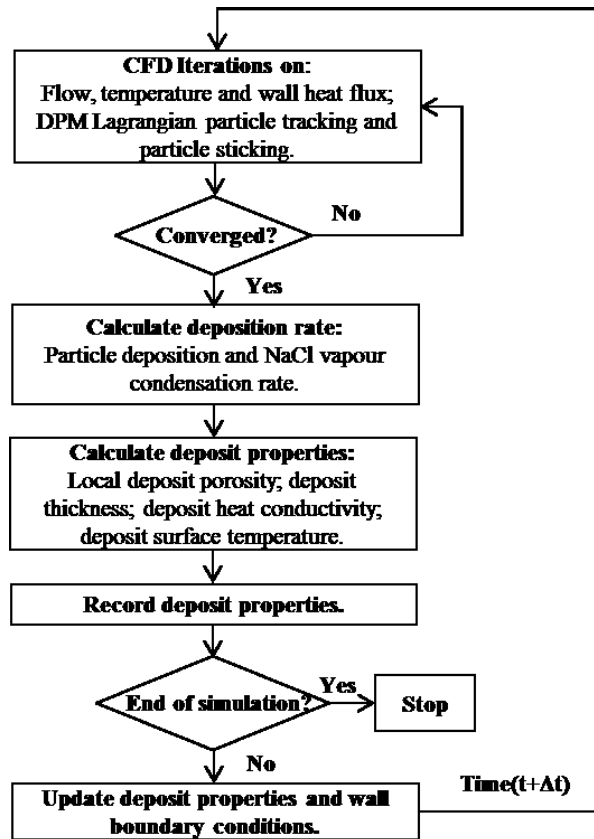 CFD Iterations on:
Flow, temperature and wall heat flux;
DPM Lagrangian particle tracking and
particle sticking.
No
Converged?
Yes
Calculate deposition rate:
Particle deposition and NaCl vapour
condensation rate.
Calculate deposit properties:
Local deposit porosity; deposit
thickness; deposit heat conductivity;
deposit surface temperature.
Record deposit properties.
Yes
End of simulation?
Stop
No
Time(t+Δt)
Update deposit properties and wall
boundary conditions.